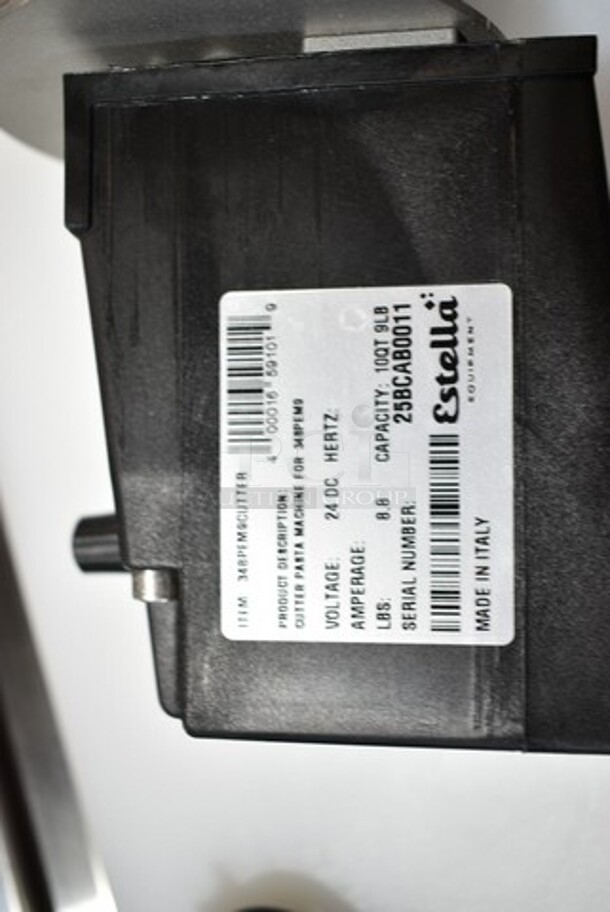 ITEM 348PEM9CUTTER
4 00016 59101 9
PRODUCT DESCRIPTION:
CUTTER PASTA MACHINE FOR 348PEM9
VOLTAGE: 24 DC HERTZ:
AMPERAGE:
LBS: 8.8 CAPACITY: 10QT 9LB
SERIAL NUMBER: 25BCAB0011
Estella
EQUIPMENT
MADE IN ITALY